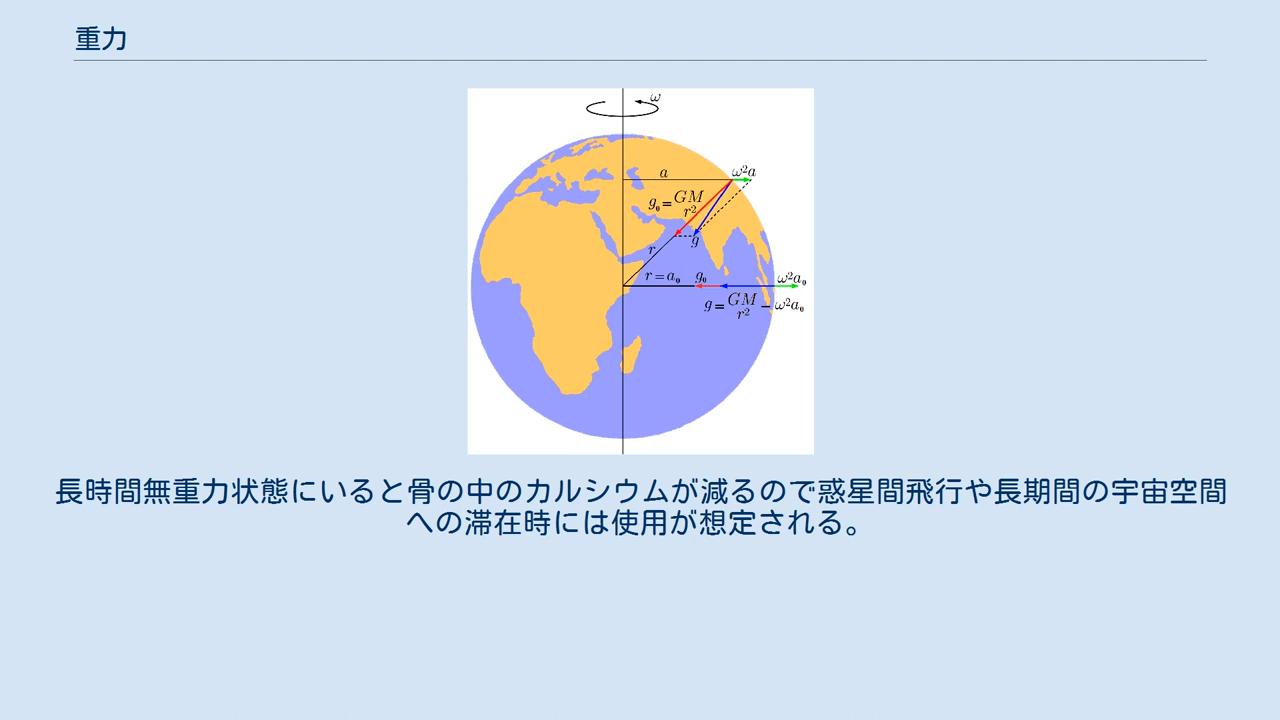 重力
ω
a
ω²a
g₀=GM/r²
g
r
r=a₀
g₀
ω²a₀
g=GM/r²−ω²a₀
長時間無重力状態にいると骨の中のカルシウムが減るので惑星間飛行や長期間の宇宙空間
への滞在時には使用が想定される。